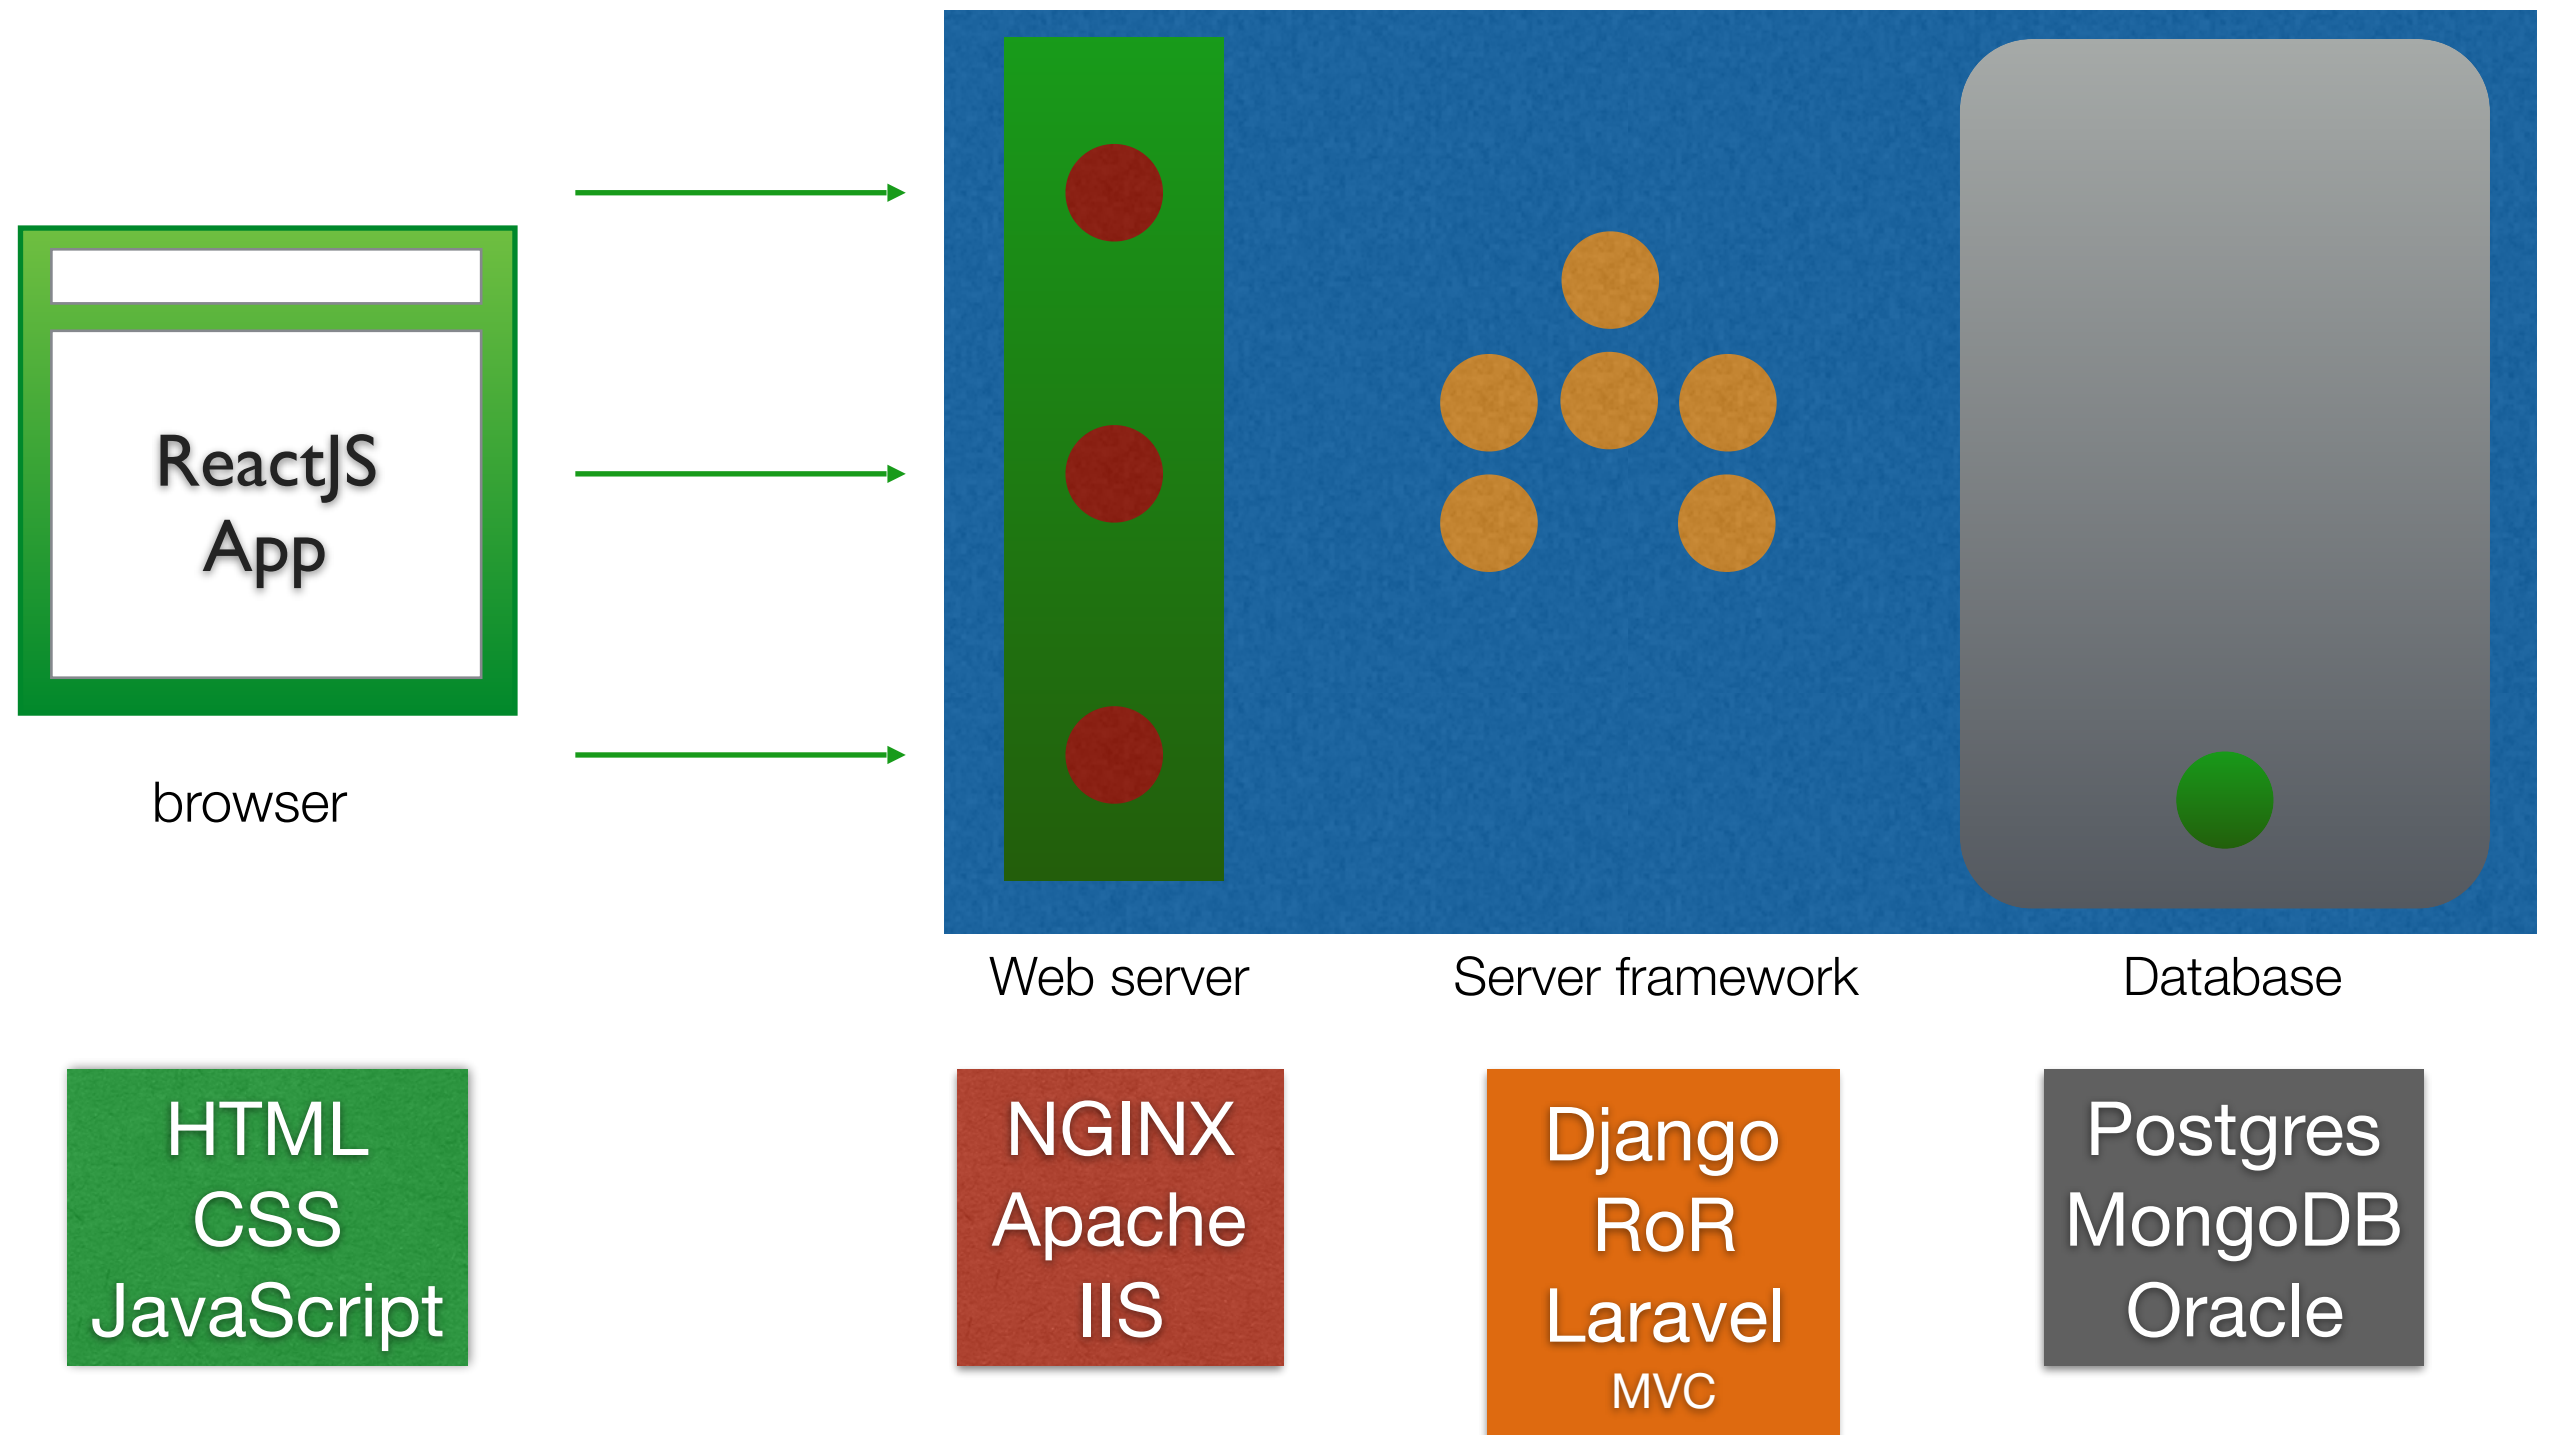 ReactJS
App
browser
Web server
Server framework
Database
HTML
CSS
JavaScript
NGINX
Apache
IIS
Django
RoR
Laravel
MVC
Postgres
MongoDB
Oracle